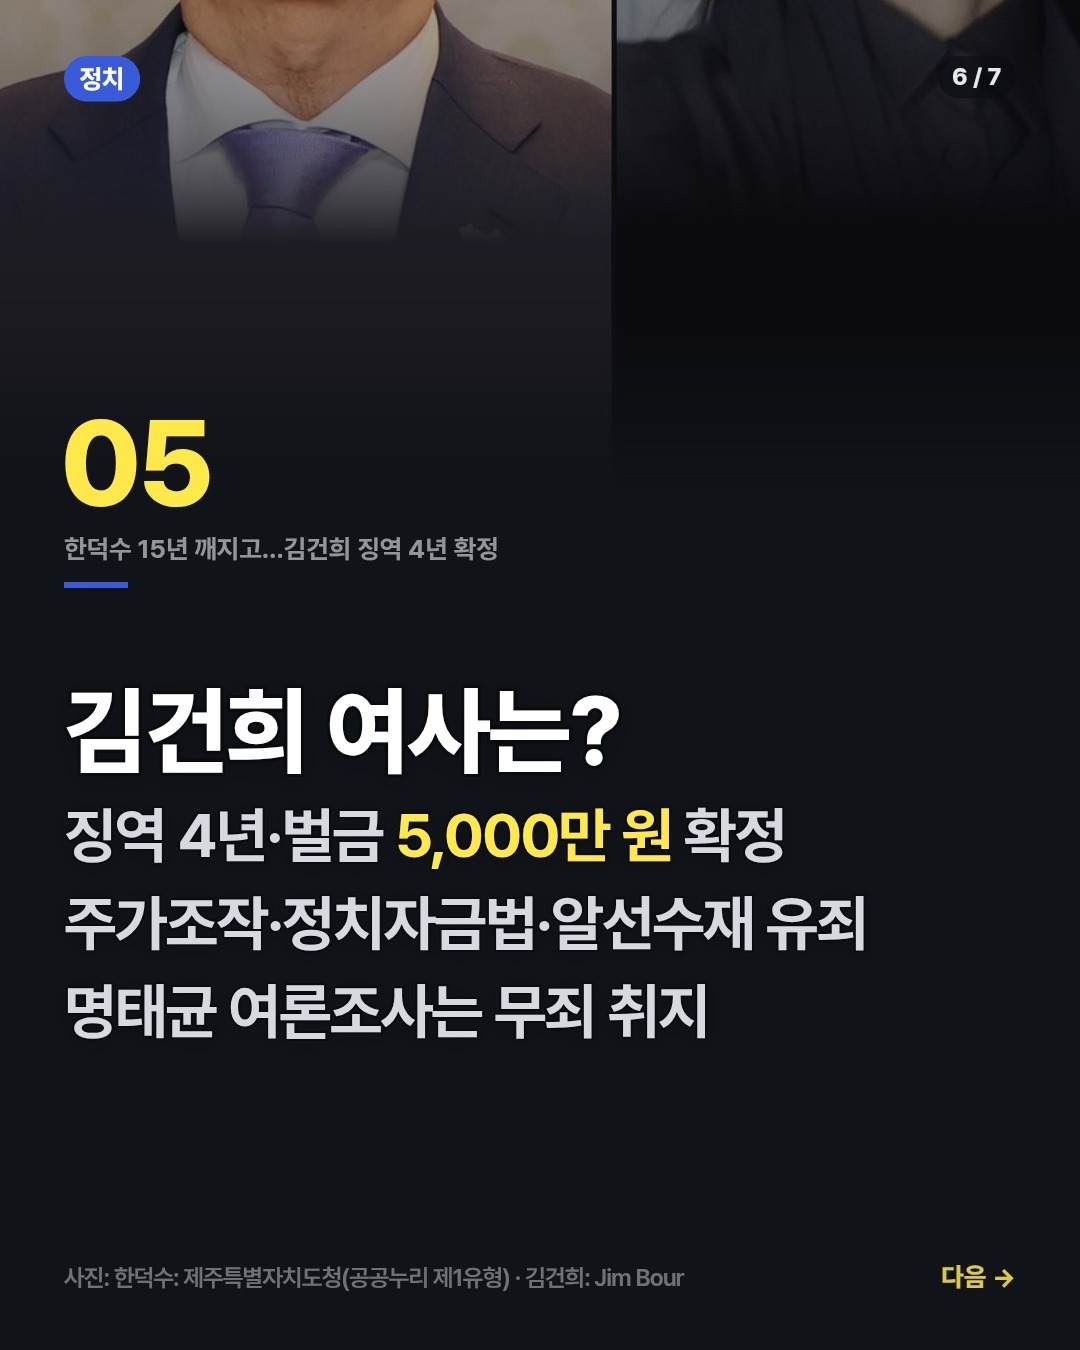 정치
6 / 7
05
한덕수 15년 깨지고...김건희 징역 4년 확정
김건희 여사는?
징역 4년·벌금 5,000만 원 확정
주가조작·정치자금법·알선수재 유죄
명태균 여론조사는 무죄 취지
사진: 한덕수: 제주특별자치도청(공공누리 제1유형) · 김건희: Jim Bour
다음 →